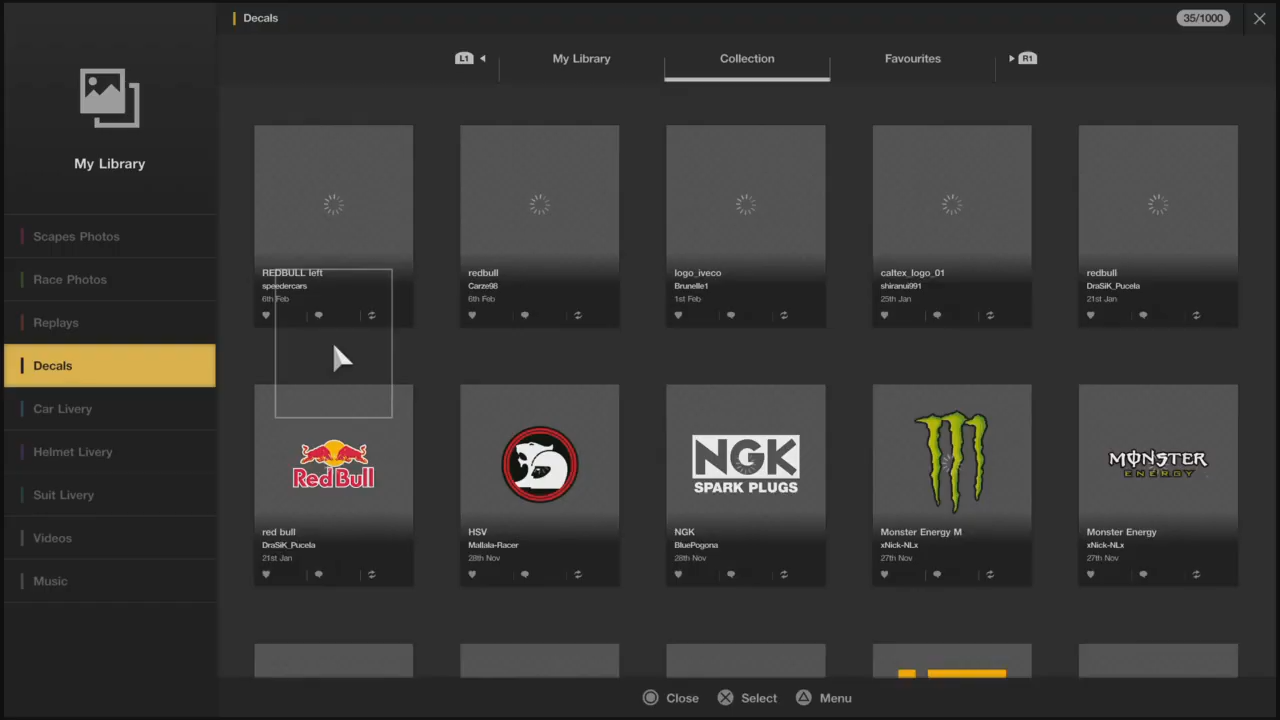 My Library
Scapes Photos
Race Photos
Replays
Decals
Car Livery
Helmet Livery
Suit Livery
Videos
Music
Decals
35/1000
L1
My Library
Collection
Favourites
R1
REDBULL left
speedercars
6th Feb
redbull
Carze98
6th Feb
logo_iveco
Brunelle1
1st Feb
caltex_logo_01
shiranui991
25th Jan
redbull
DraSiK_Pucela
21st Jan
Red Bull
red bull
DraSiK_Pucela
21st Jan
HSV
Mallala-Racer
28th Nov
NGK
SPARK PLUGS
NGK
BluePogona
28th Nov
Monster Energy M
xNick-NLx
27th Nov
MONSTER
ENERGY
Monster Energy
xNick-NLx
27th Nov
Close
Select
Menu